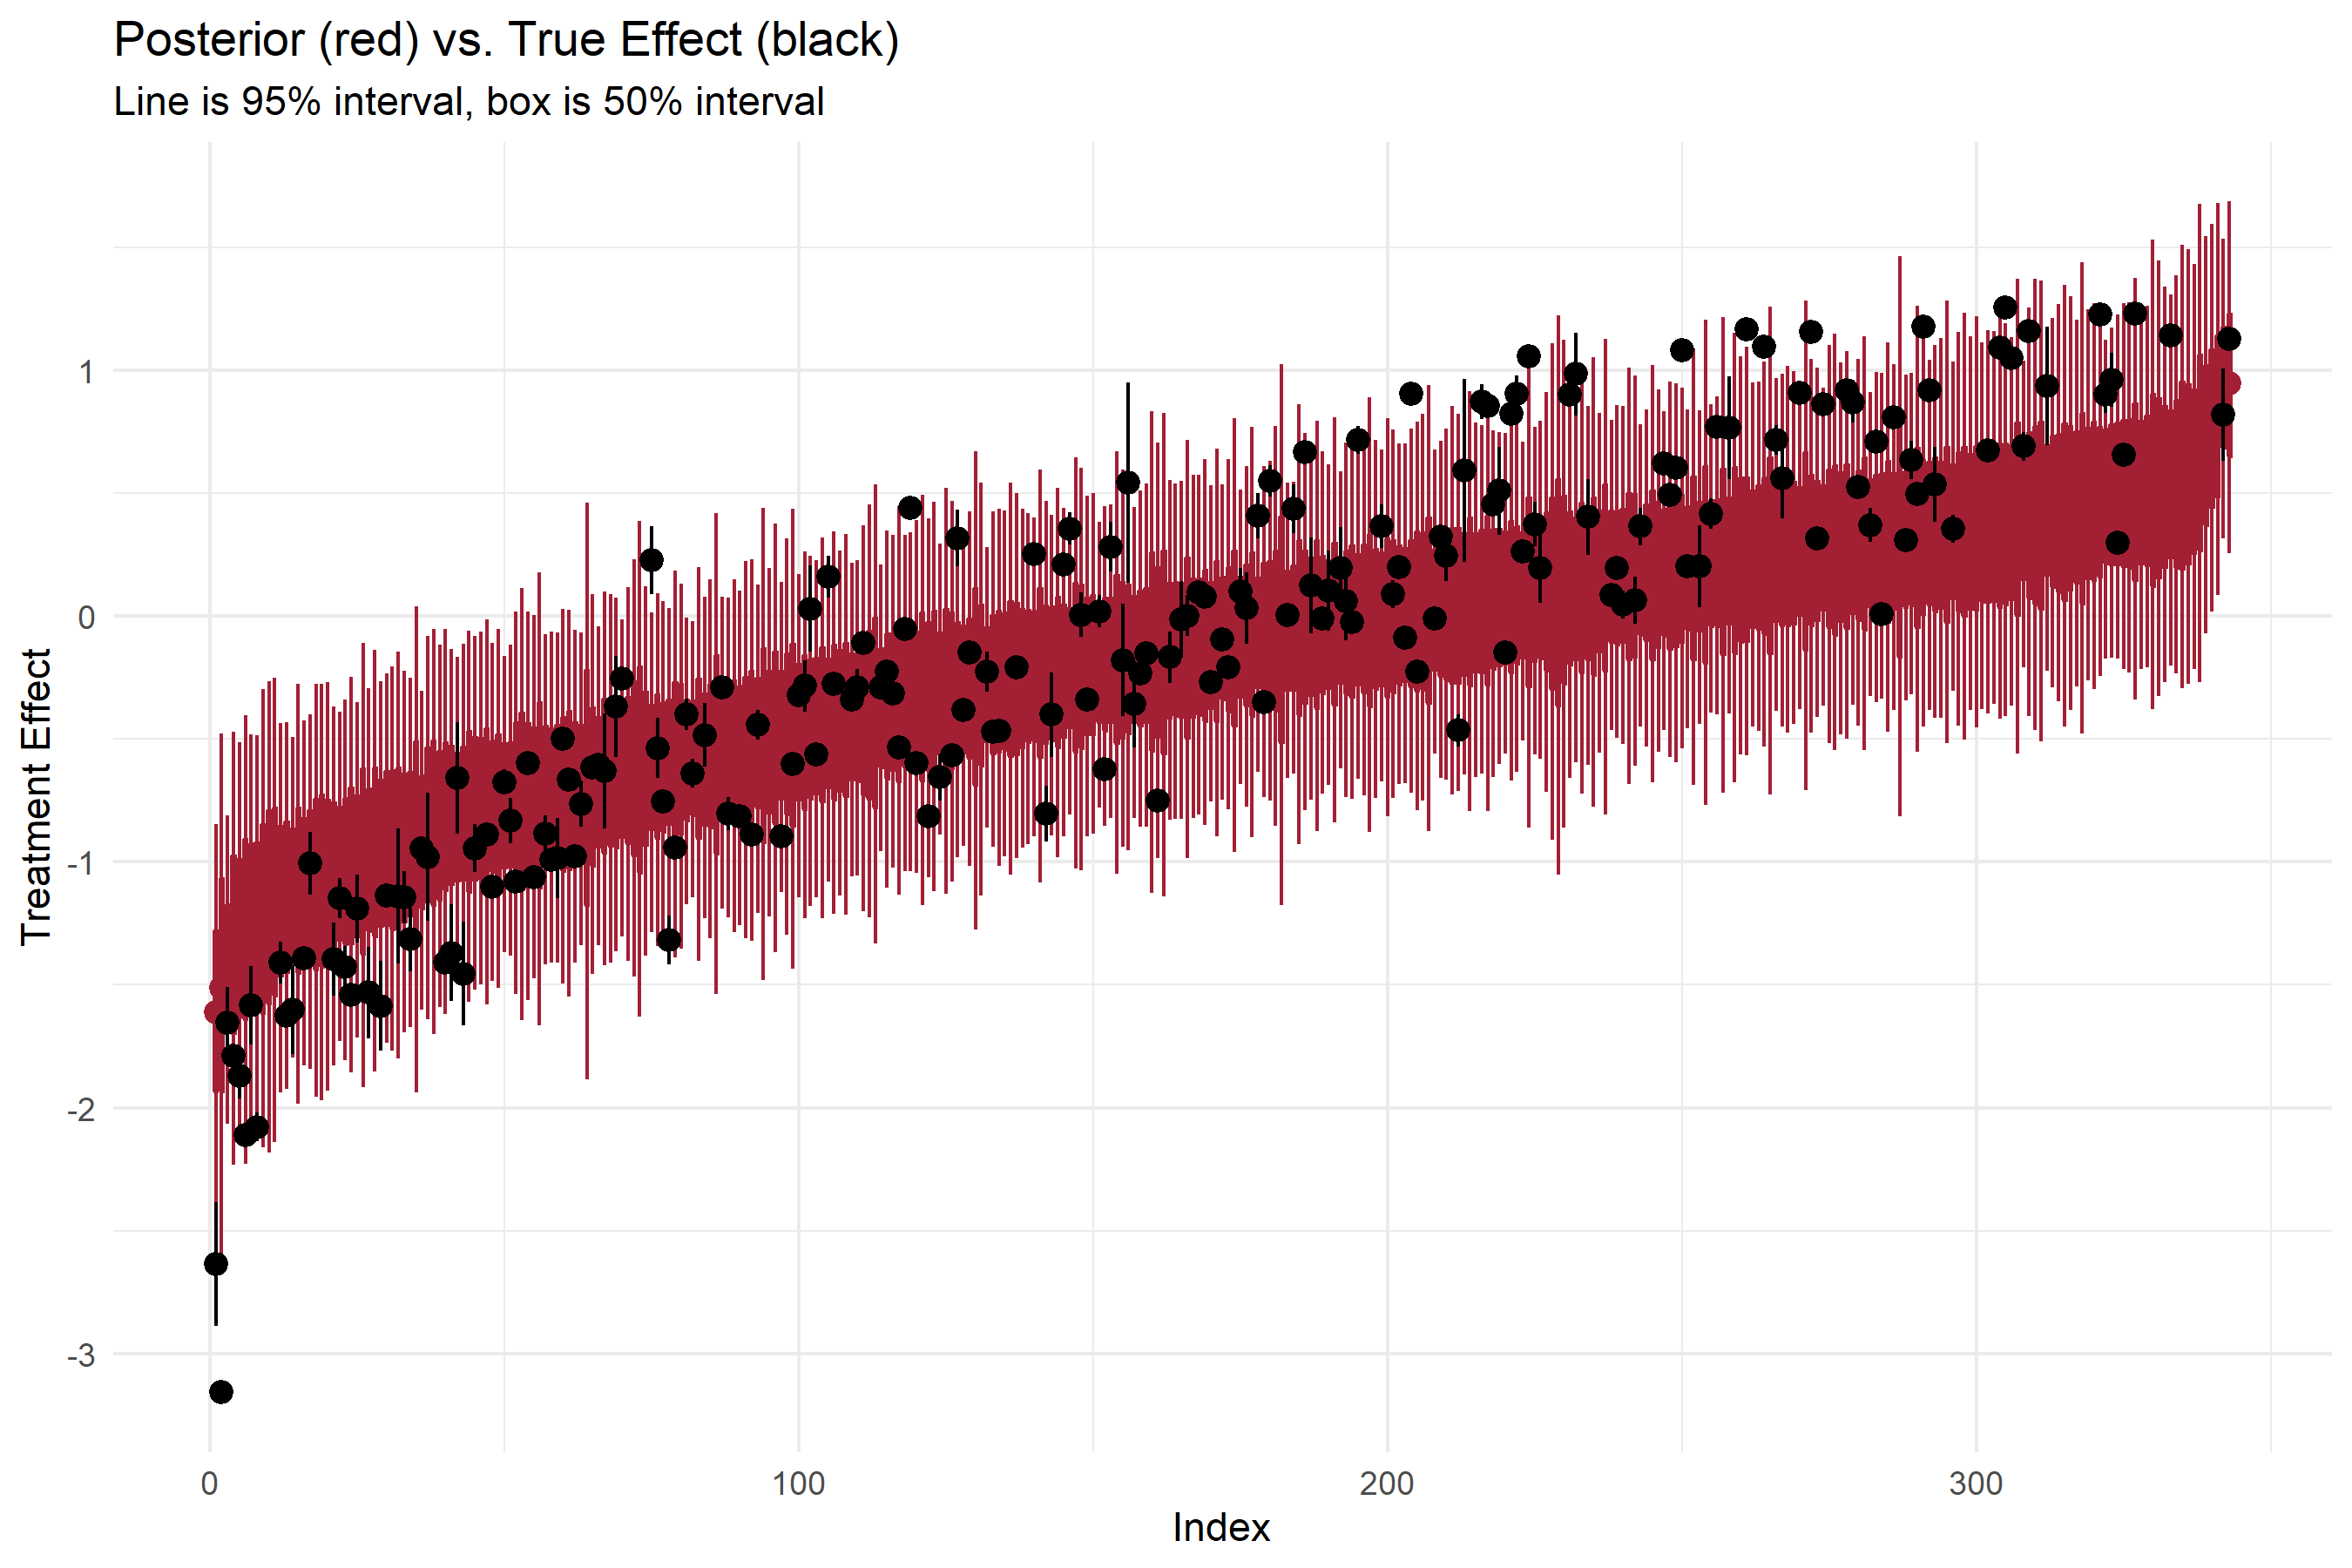 Posterior (red) vs. True Effect (black)
Line is 95% interval, box is 50% interval
Treatment Effect
1
0
-1
-2
-3
0
100
200
300
Index